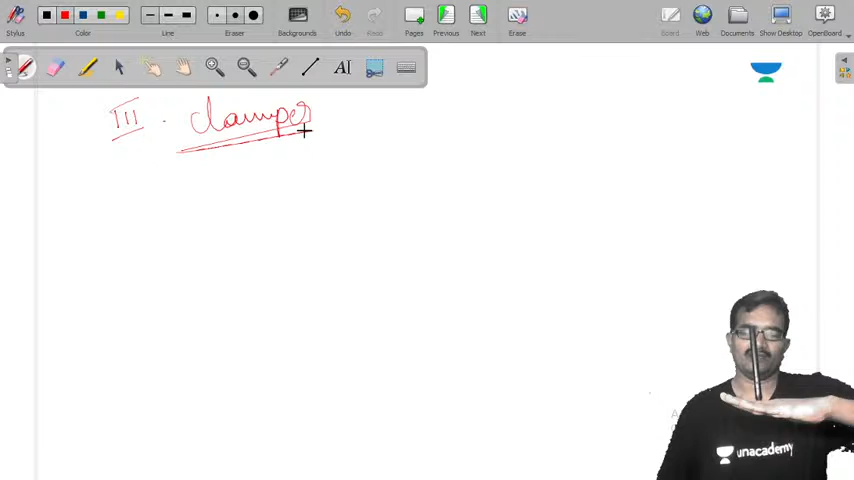 Stylus
Color
Line
Eraser
Backgrounds
Undo
Redo
Pages
Previous
Next
Erase
Board
Web
Documents
Show Desktop
OpenBoard
AI
III . clamper
unacademy